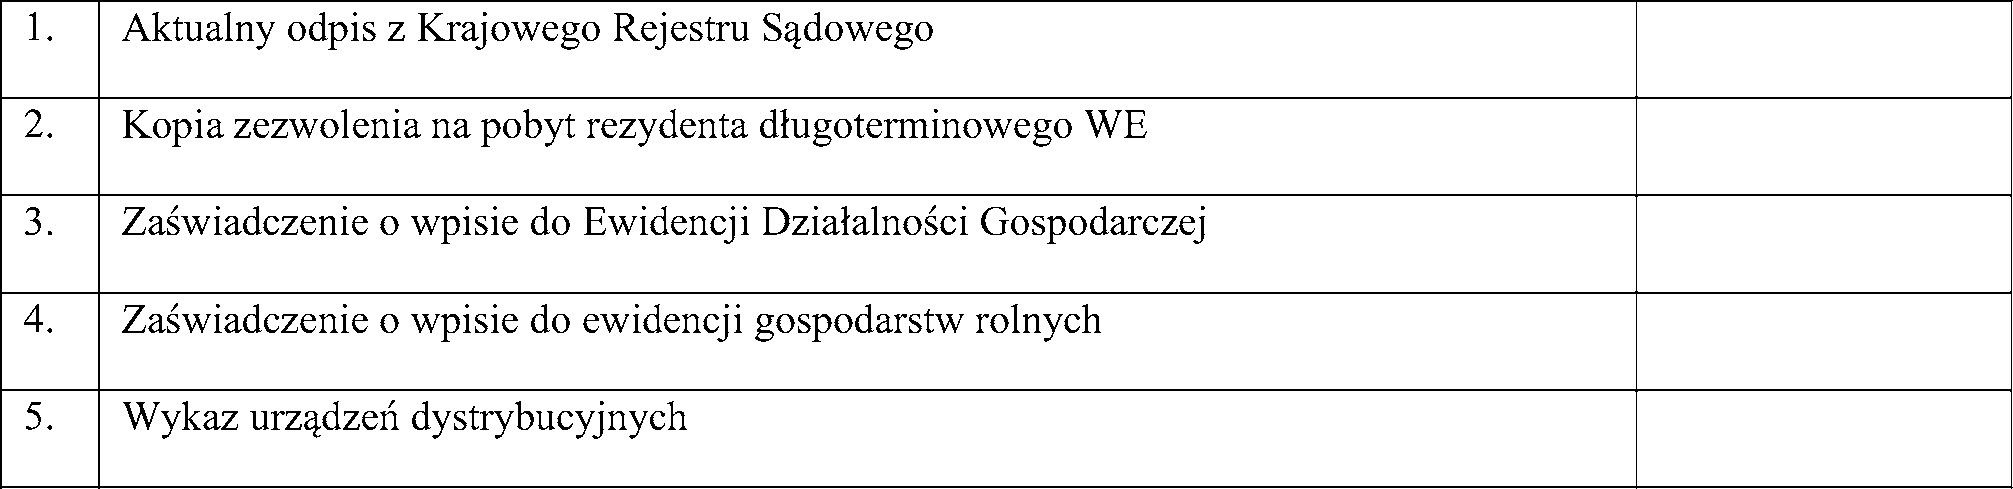 1. Aktualny odpis z Krajowego Rejestru Sądowego
2. Kopia zezwolenia na pobyt rezydenta długoterminowego WE
3. Zaświadczenie o wpisie do Ewidencji Działalności Gospodarczej
4. Zaświadczenie o wpisie do ewidencji gospodarstw rolnych
5. Wykaz urządzeń dystrybucyjnych